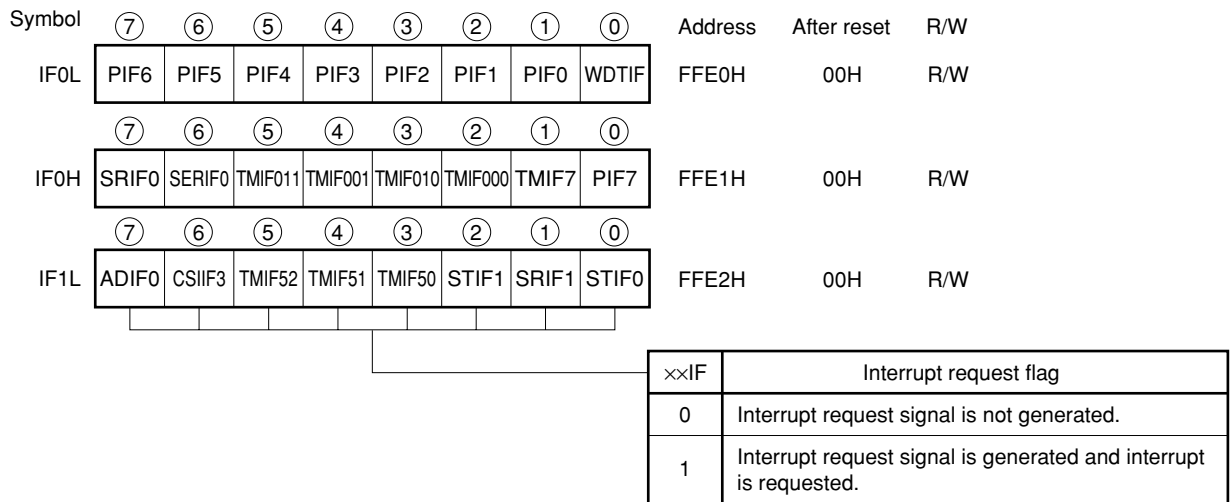 Symbol ⑦ ⑥ ⑤ ④ ③ ② ① ⓪ Address After reset R/W
IF0L PIF6 PIF5 PIF4 PIF3 PIF2 PIF1 PIF0 WDTIF FFE0H 00H R/W
⑦ ⑥ ⑤ ④ ③ ② ① ⓪
IF0H SRIF0 SERIF0 TMIF011 TMIF001 TMIF010 TMIF000 TMIF7 PIF7 FFE1H 00H R/W
⑦ ⑥ ⑤ ④ ③ ② ① ⓪
IF1L ADIF0 CSIIF3 TMIF52 TMIF51 TMIF50 STIF1 SRIF1 STIF0 FFE2H 00H R/W
××IF Interrupt request flag
0 Interrupt request signal is not generated.
1 Interrupt request signal is generated and interrupt
is requested.